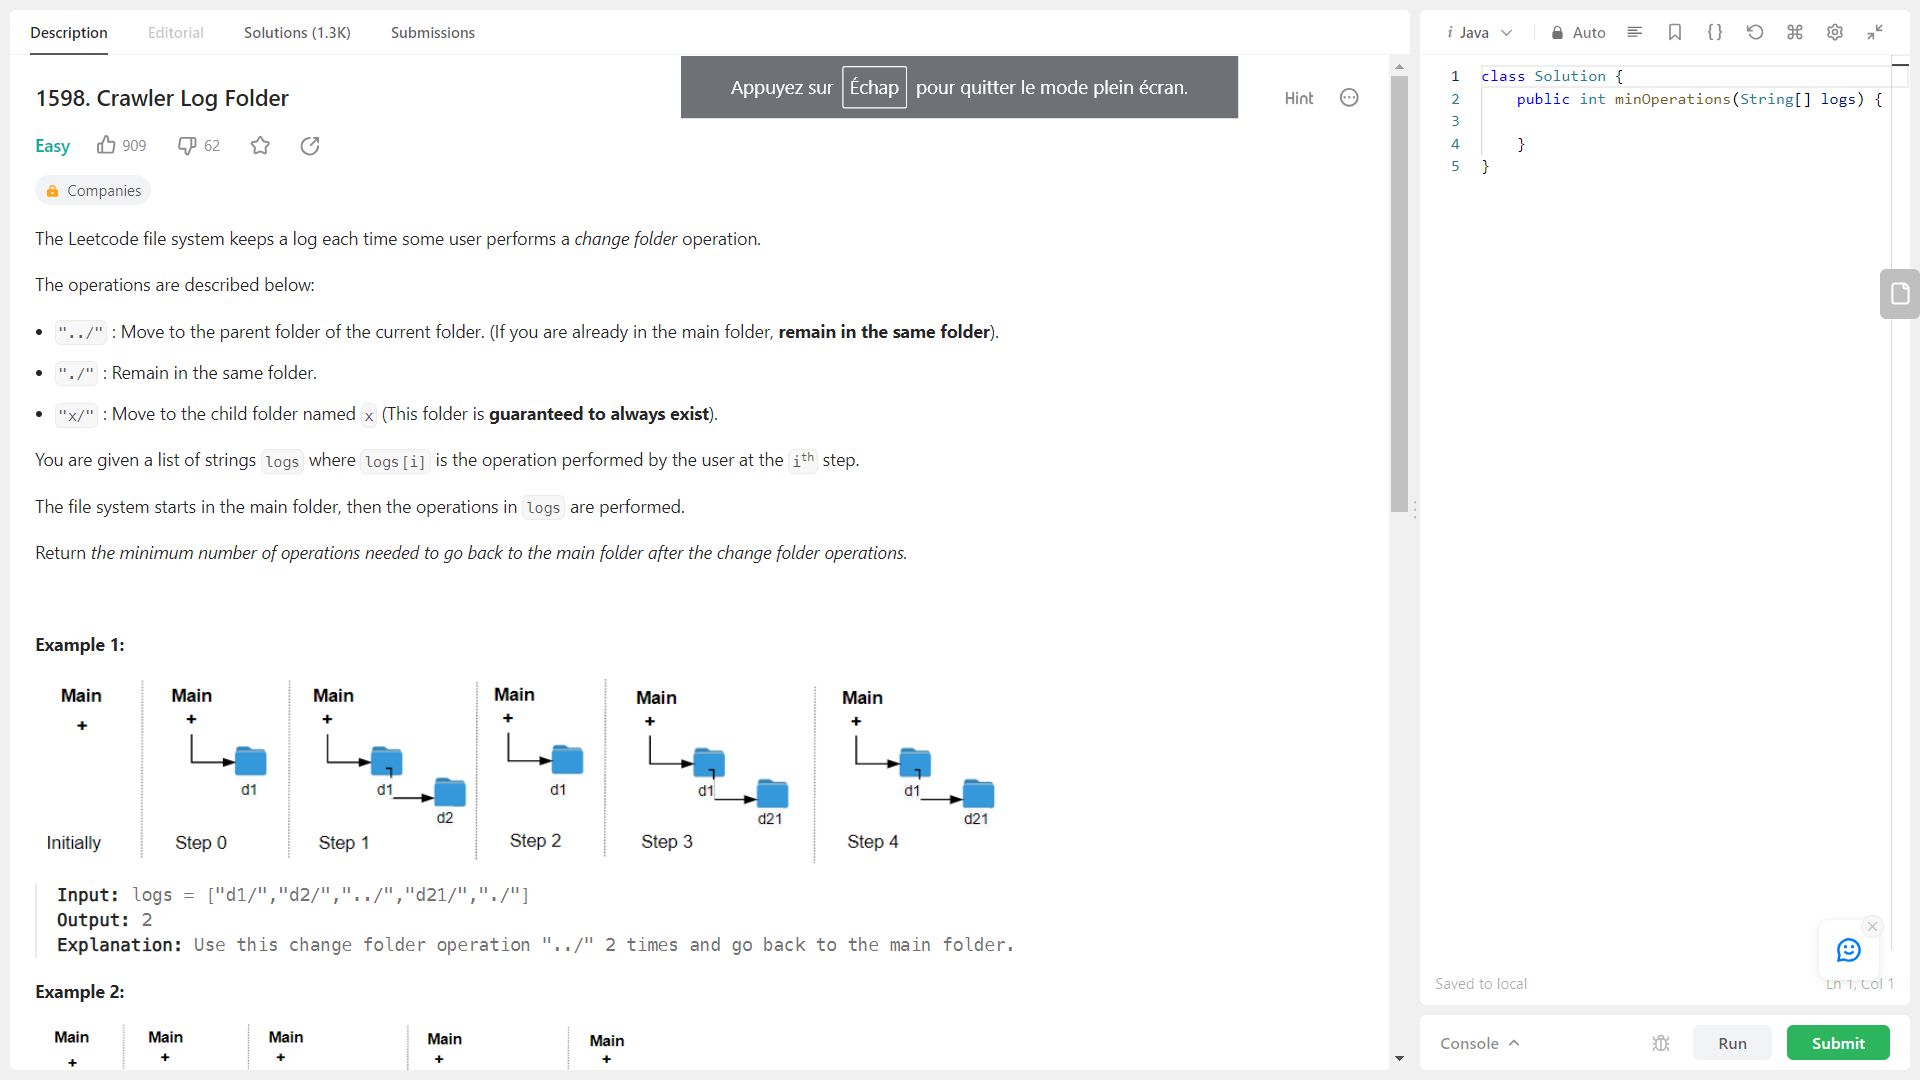 Description Editorial Solutions (1.3K) Submissions
Java Auto
Appuyez sur Échap pour quitter le mode plein écran.
1598. Crawler Log Folder
Hint
Easy 909 62
Companies
The Leetcode file system keeps a log each time some user performs a change folder operation.
The operations are described below:
• "../" : Move to the parent folder of the current folder. (If you are already in the main folder, remain in the same folder).
• "./" : Remain in the same folder.
• "x/" : Move to the child folder named x (This folder is guaranteed to always exist).
You are given a list of strings logs where logs[i] is the operation performed by the user at the ith step.
The file system starts in the main folder, then the operations in logs are performed.
Return the minimum number of operations needed to go back to the main folder after the change folder operations.
Example 1:
Main Main Main Main Main Main
+ + + + + +
d1 d1 d1 d1 d1
d2 d21 d21
Initially Step 0 Step 1 Step 2 Step 3 Step 4
Input: logs = ["d1/","d2/","../","d21/","./"]
Output: 2
Explanation: Use this change folder operation "../" 2 times and go back to the main folder.
Example 2:
Main Main Main Main Main
+ + + + +
1 class Solution {
2 public int minOperations(String[] logs) {
3
4 }
5 }
Saved to local Ln 1, Col 1
Console Run Submit